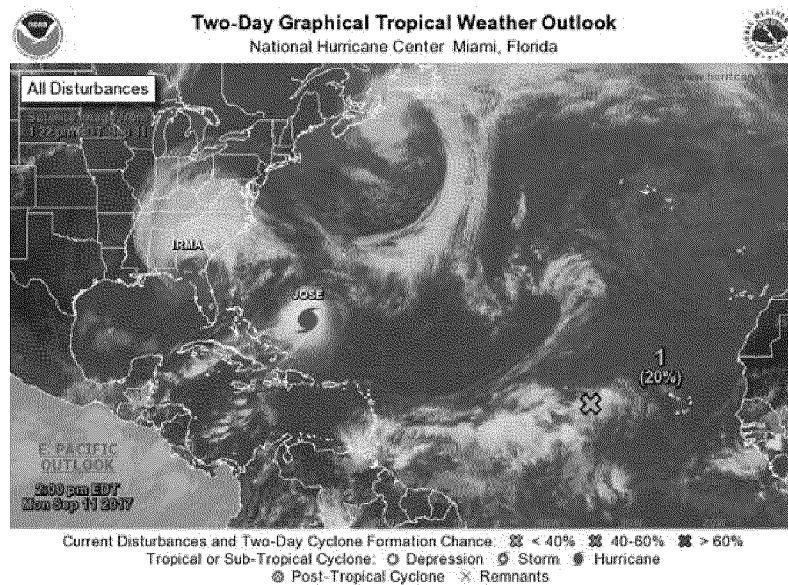 Two-Day Graphical Tropical Weather Outlook
National Hurricane Center Miami, Florida
All Disturbances
IRMA
JOSE
1
(20%)
E PACIFIC
OUTLOOK
2:00 pm EDT
Mon Sep 11 2017
Current Disturbances and Two-Day Cyclone Formation Chance: < 40% 40-60% > 60%
Tropical or Sub-Tropical Cyclone: Depression Storm Hurricane
Post-Tropical Cyclone Remnants